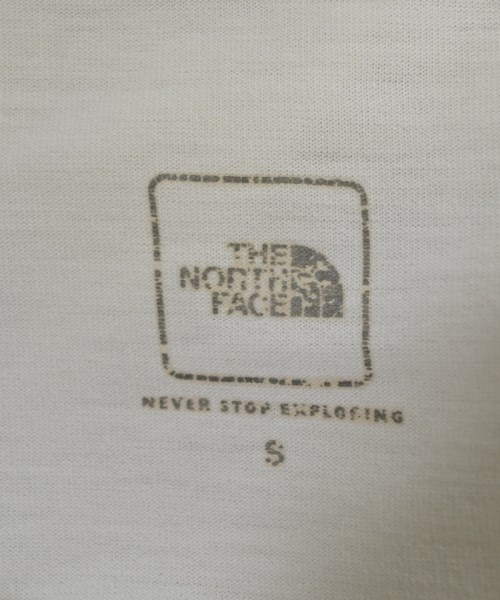 THE
NORTH
FACE
NEVER STOP EXPLORING
S